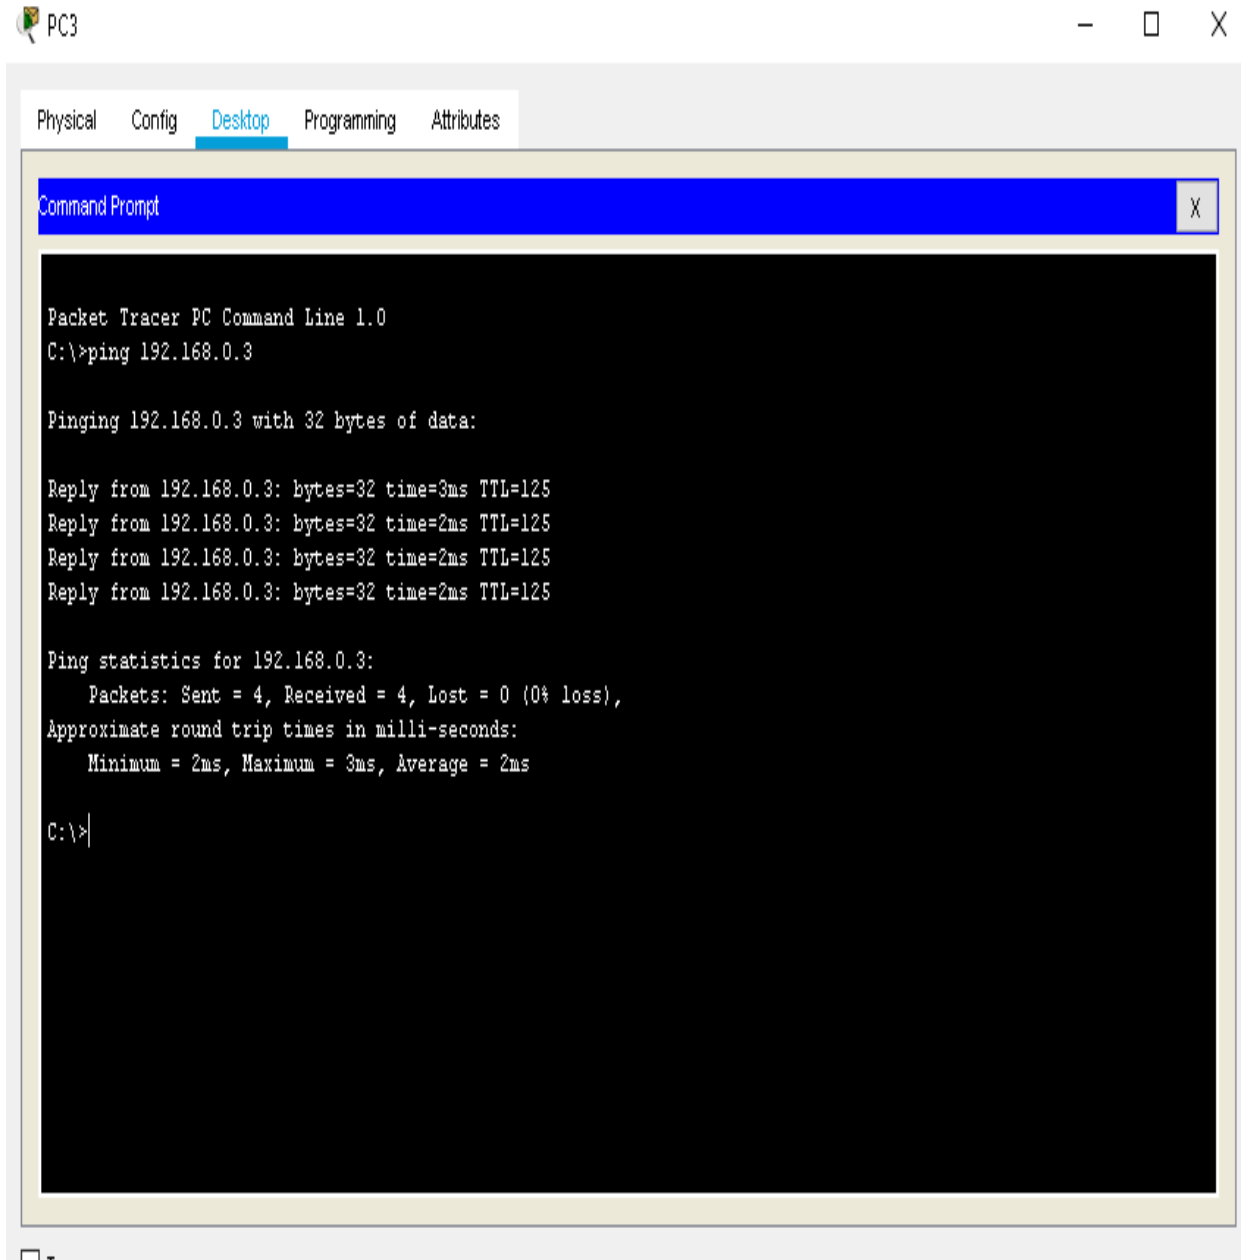 PC3
Physical Config Desktop Programming Attributes
Command Prompt
X
Packet Tracer PC Command Line 1.0
C:\>ping 192.168.0.3
Pinging 192.168.0.3 with 32 bytes of data:
Reply from 192.168.0.3: bytes=32 time=3ms TTL=125
Reply from 192.168.0.3: bytes=32 time=2ms TTL=125
Reply from 192.168.0.3: bytes=32 time=2ms TTL=125
Reply from 192.168.0.3: bytes=32 time=2ms TTL=125
Ping statistics for 192.168.0.3:
Packets: Sent = 4, Received = 4, Lost = 0 (0% loss),
Approximate round trip times in milli-seconds:
Minimum = 2ms, Maximum = 3ms, Average = 2ms
C:\>